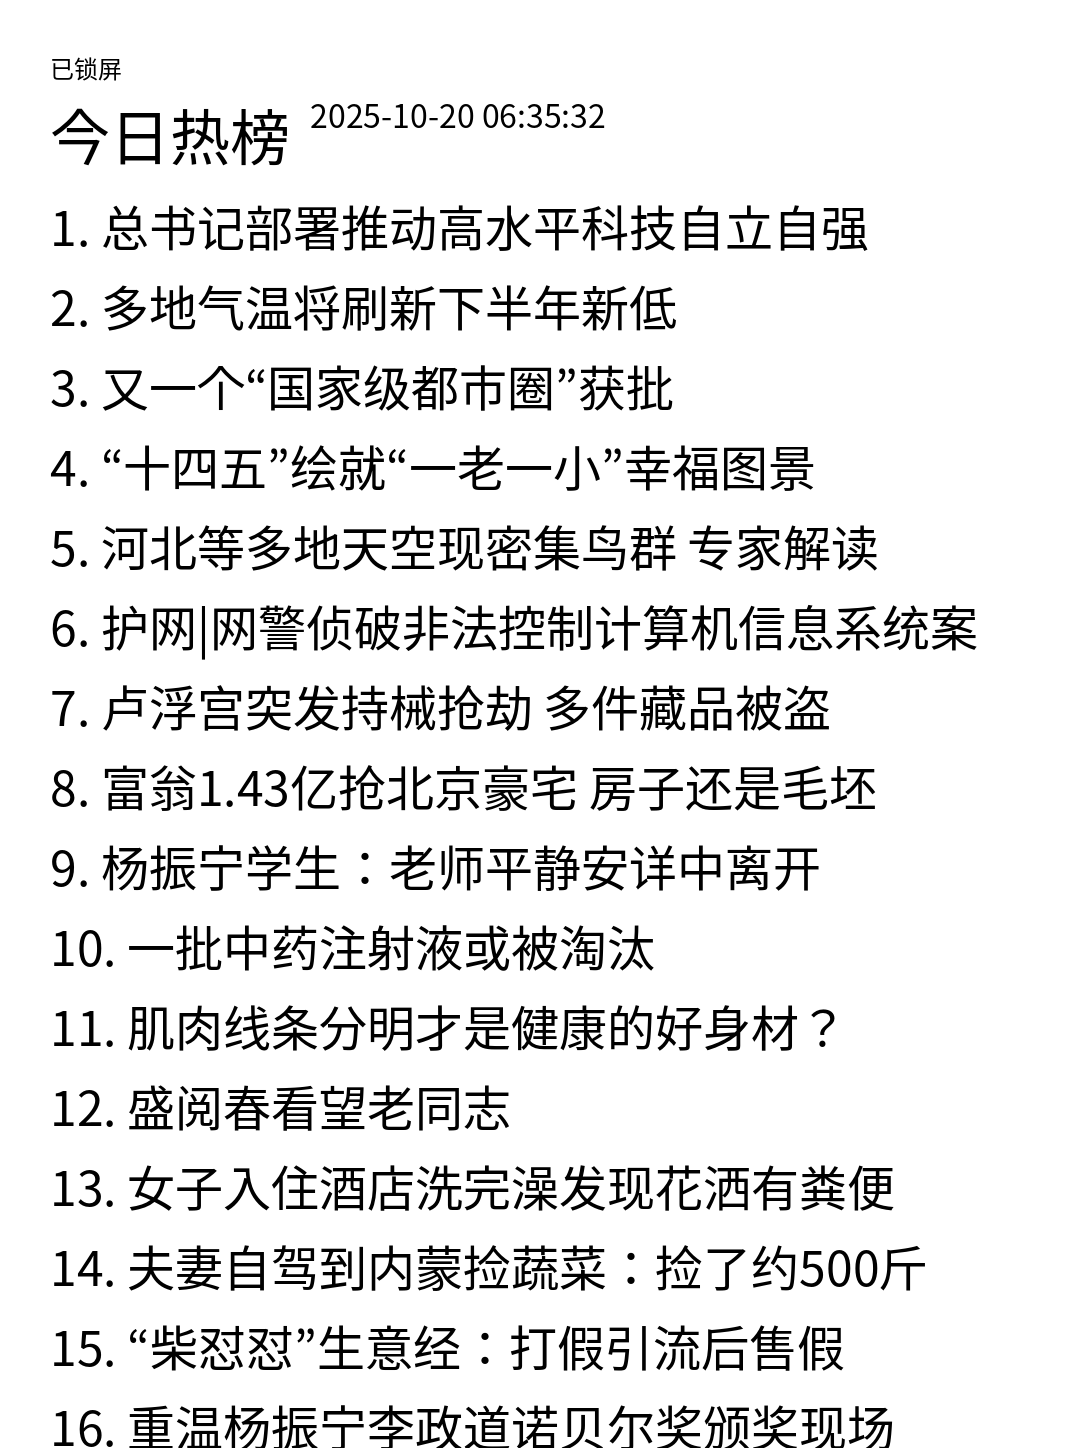 已锁屏
今日热榜 2025-10-20 06:35:32
1. 总书记部署推动高水平科技自立自强
2. 多地气温将刷新下半年新低
3. 又一个“国家级都市圈”获批
4. “十四五”绘就“一老一小”幸福图景
5. 河北等多地天空现密集鸟群 专家解读
6. 护网|网警侦破非法控制计算机信息系统案
7. 卢浮宫突发持械抢劫 多件藏品被盗
8. 富翁1.43亿抢北京豪宅 房子还是毛坯
9. 杨振宁学生：老师平静安详中离开
10. 一批中药注射液或被淘汰
11. 肌肉线条分明才是健康的好身材？
12. 盛阅春看望老同志
13. 女子入住酒店洗完澡发现花洒有粪便
14. 夫妻自驾到内蒙捡蔬菜：捡了约500斤
15. “柴怼怼”生意经：打假引流后售假
16. 重温杨振宁李政道诺贝尔奖颁奖现场